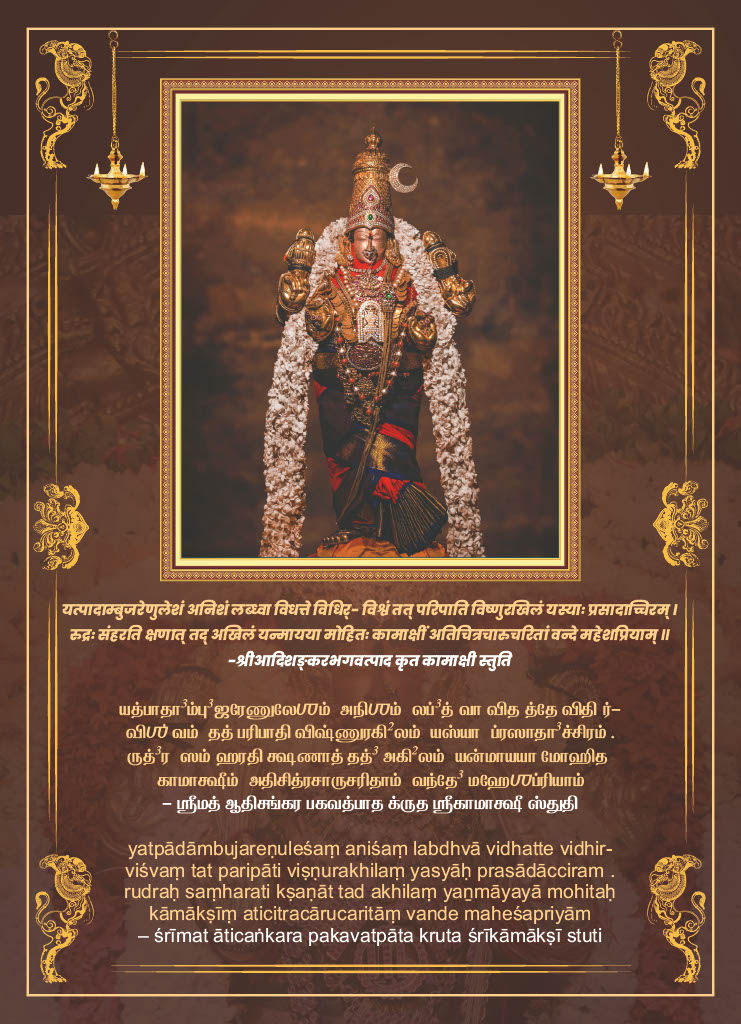 यत्पादाम्बुजरेणुलेशं अनिशं लब्ध्वा विधत्ते विधिर्- विश्वं तत् परिपाति विष्णुरखिलं यस्याः प्रसादाच्चिरम् ।
रुद्रः संहरति क्षणात् तद् अखिलं यन्मायया मोहितः कामाक्षीं अतिचित्रचारुचरितां वन्दे महेशप्रियाम् ॥
-श्रीआदिशङ्करभगवत्पाद कृत कामाक्षी स्तुति
யத்பாதா³ம்பு³ஜரேணுலேஶம் அநிஶம் லப்³த் வா வித த்தே விதி ர்–
விஶ் வம் தத் பரிபாதி விஷ்ணுரகி²லம் யஸ்யா ப்ரஸாதா³ச்சிரம் .
ருத்³ர ஸம் ஹரதி க்ஷணாத் தத்³ அகி²லம் யன்மாயயா மோஹித
காமாக்ஷீம் அதிசித்ரசாருசரிதாம் வந்தே³ மஹேஶப்ரியாம்
– ஸ்ரீமத் ஆதிசங்கர பகவத்பாத க்ருத ஸ்ரீகாமாக்ஷீ ஸ்துதி
yatpādāmbujareṇuleśaṃ aniśaṃ labdhvā vidhatte vidhir-
viśvaṃ tat paripāti viṣṇurakhilaṃ yasyāḥ prasādācciram .
rudraḥ saṃharati kṣaṇāt tad akhilaṃ yaṉmāyayā mohitaḥ
kāmākṣīṃ aticitracārucaritāṃ vande maheśapriyām
– śrīmat āticaṅkara pakavatpāta kruta śrīkāmākṣī stuti